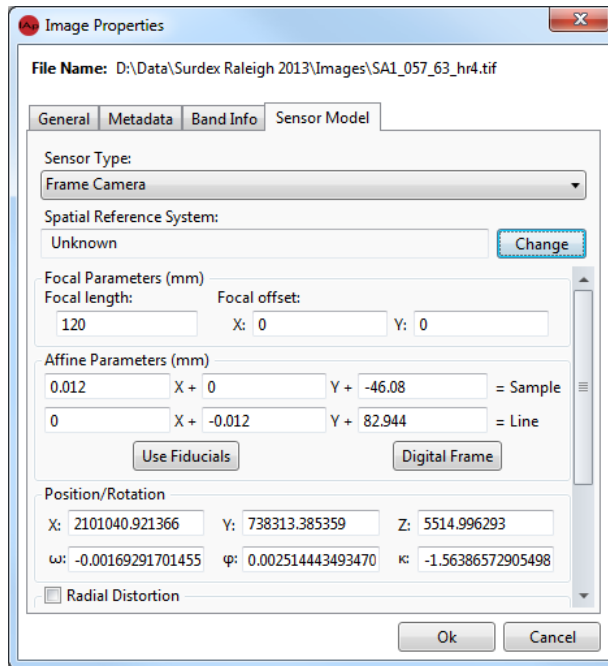 IAp Image Properties
File Name: D:\Data\Surdex Raleigh 2013\Images\SA1_057_63_hr4.tif
General Metadata Band Info Sensor Model
Sensor Type:
Frame Camera
Spatial Reference System:
Unknown Change
Focal Parameters (mm)
Focal length: Focal offset:
120 X: 0 Y: 0
Affine Parameters (mm)
0.012 X + 0 Y + -46.08 = Sample
0 X + -0.012 Y + 82.944 = Line
Use Fiducials Digital Frame
Position/Rotation
X: 2101040.921366 Y: 738313.385359 Z: 5514.996293
ω: -0.00169291701455 φ: 0.002514443493470 κ: -1.56386572905498
Radial Distortion
Ok Cancel